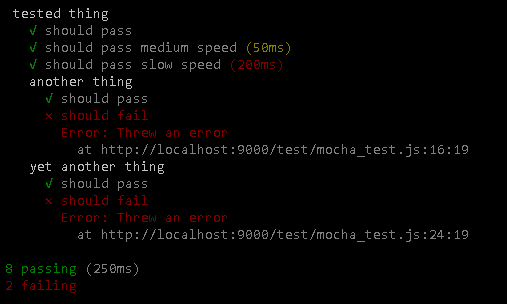 tested thing
√ should pass
√ should pass medium speed (50ms)
√ should pass slow speed (200ms)
another thing
√ should pass
× should fail
Error: Threw an error
at http://localhost:9000/test/mocha_test.js:16:19
yet another thing
√ should pass
× should fail
Error: Threw an error
at http://localhost:9000/test/mocha_test.js:24:19
8 passing (250ms)
2 failing